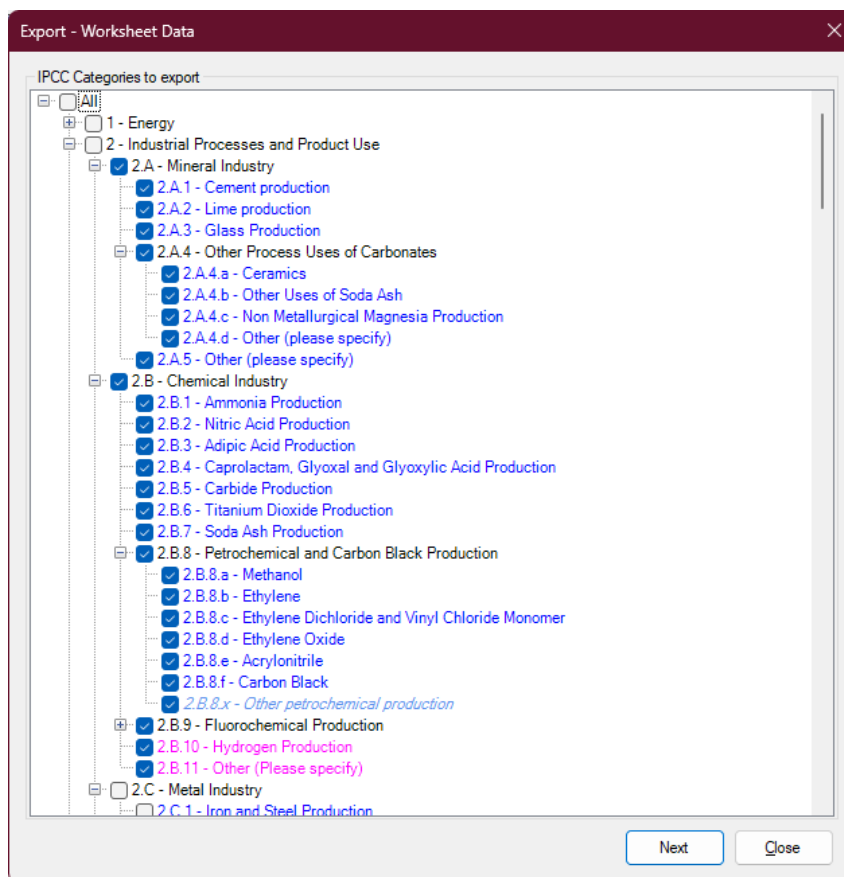 Export - Worksheet Data
IPCC Categories to export
All
1 - Energy
2 - Industrial Processes and Product Use
2.A - Mineral Industry
2.A.1 - Cement production
2.A.2 - Lime production
2.A.3 - Glass Production
2.A.4 - Other Process Uses of Carbonates
2.A.4.a - Ceramics
2.A.4.b - Other Uses of Soda Ash
2.A.4.c - Non Metallurgical Magnesia Production
2.A.4.d - Other (please specify)
2.A.5 - Other (please specify)
2.B - Chemical Industry
2.B.1 - Ammonia Production
2.B.2 - Nitric Acid Production
2.B.3 - Adipic Acid Production
2.B.4 - Caprolactam, Glyoxal and Glyoxylic Acid Production
2.B.5 - Carbide Production
2.B.6 - Titanium Dioxide Production
2.B.7 - Soda Ash Production
2.B.8 - Petrochemical and Carbon Black Production
2.B.8.a - Methanol
2.B.8.b - Ethylene
2.B.8.c - Ethylene Dichloride and Vinyl Chloride Monomer
2.B.8.d - Ethylene Oxide
2.B.8.e - Acrylonitrile
2.B.8.f - Carbon Black
2.B.8.x - Other petrochemical production
2.B.9 - Fluorochemical Production
2.B.10 - Hydrogen Production
2.B.11 - Other (Please specify)
2.C - Metal Industry
2.C.1 - Iron and Steel Production
Next Close